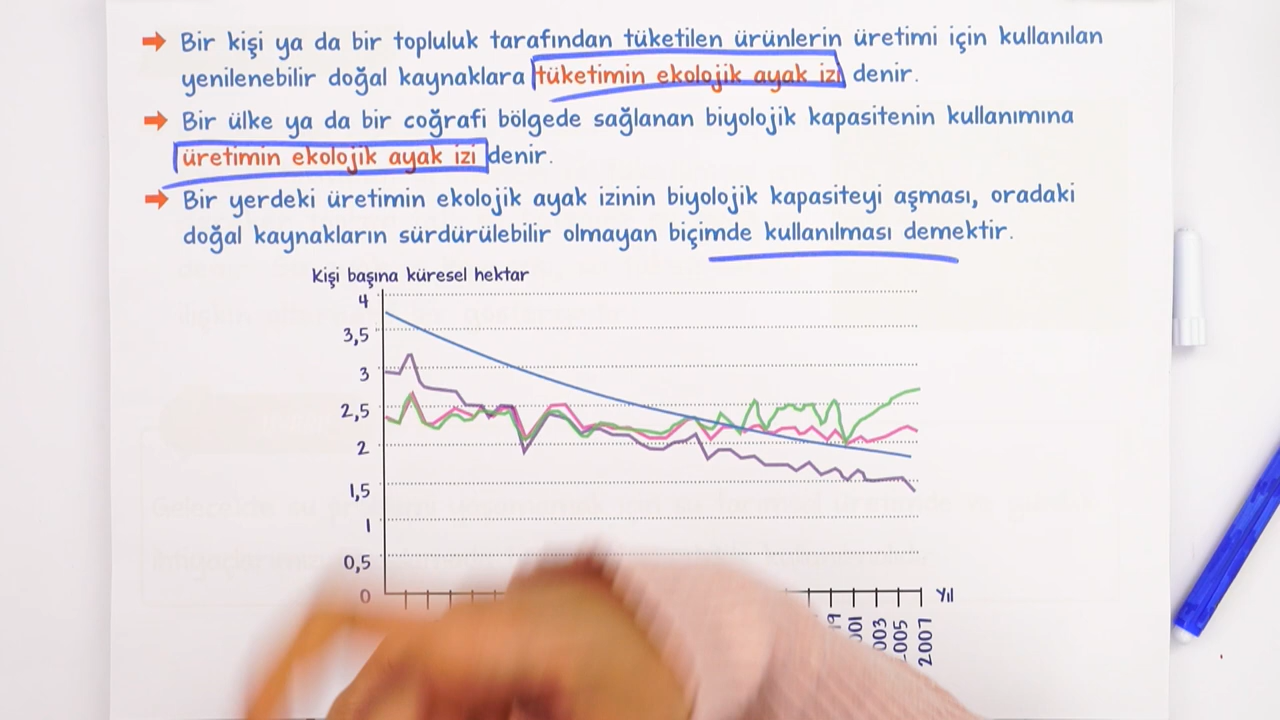 Bir kişi ya da bir topluluk tarafından tüketilen ürünlerin üretimi için kullanılan
yenilenebilir doğal kaynaklara tüketimin ekolojik ayak izi denir.
Bir ülke ya da bir coğrafi bölgede sağlanan biyolojik kapasitenin kullanımına
üretimin ekolojik ayak izi denir.
Bir yerdeki üretimin ekolojik ayak izinin biyolojik kapasiteyi aşması, oradaki
doğal kaynakların sürdürülebilir olmayan biçimde kullanılması demektir.
Kişi başına küresel hektar
4
3,5
3
2,5
2
1,5
1
0,5
0
Yıl
2007